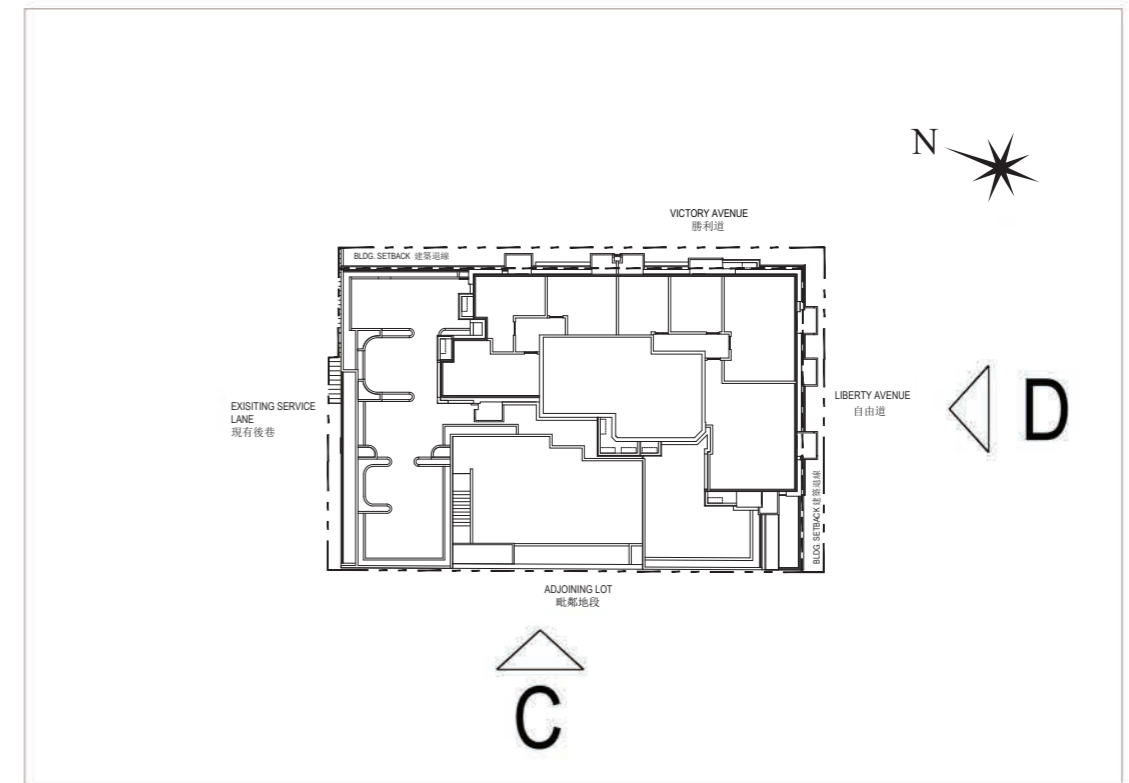 N
VICTORY AVENUE
勝利道
BLDG. SETBACK 建築退線
EXISITING SERVICE
LANE
現有後巷
LIBERTY AVENUE
自由道
D
BLDG. SETBACK 建築退線
ADJOINING LOT
毗鄰地段
C